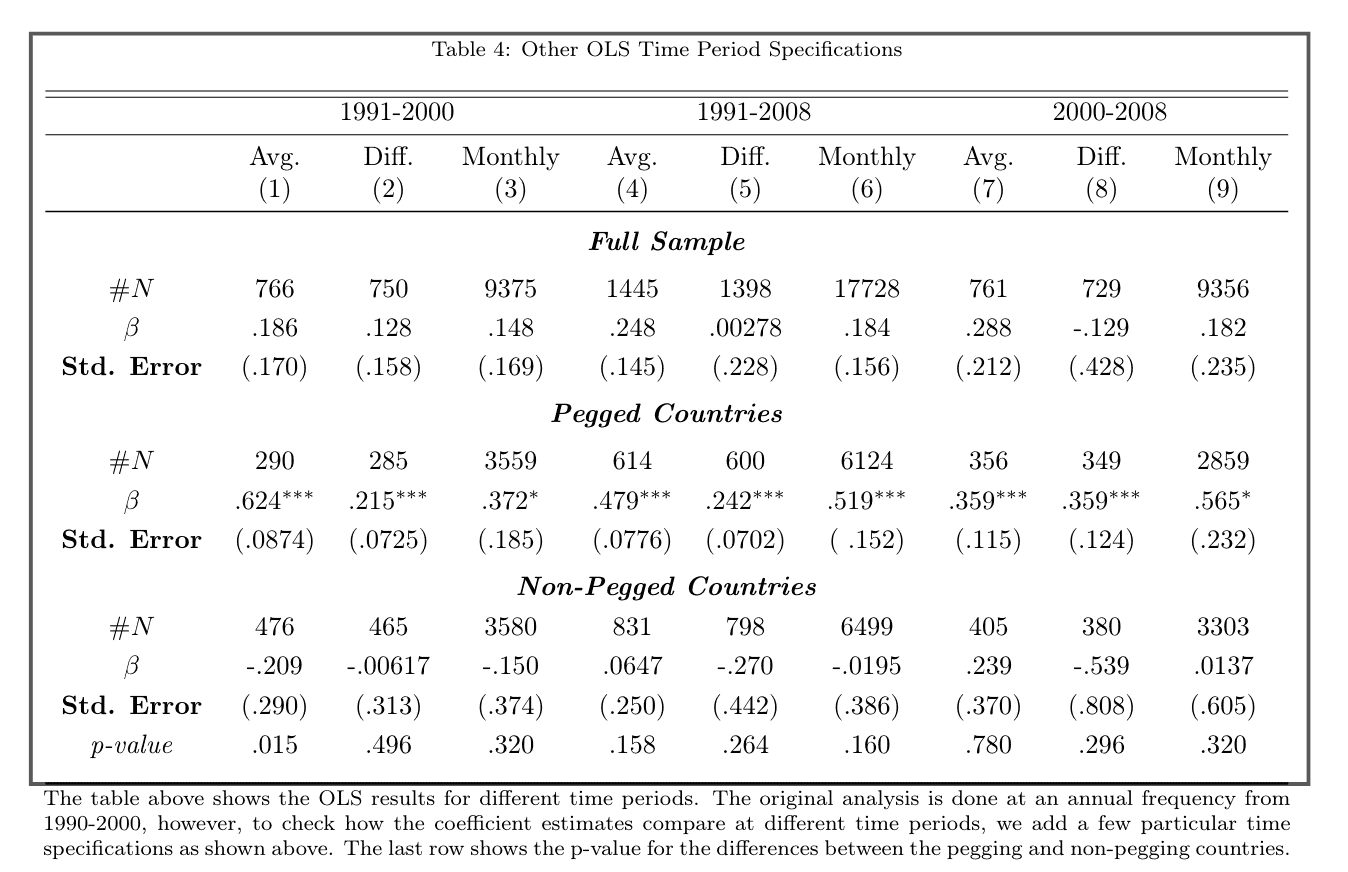 Table 4: Other OLS Time Period Specifications
1991-2000 1991-2008 2000-2008
Avg. Diff. Monthly Avg. Diff. Monthly Avg. Diff. Monthly
(1) (2) (3) (4) (5) (6) (7) (8) (9)
Full Sample
#N 766 750 9375 1445 1398 17728 761 729 9356
β .186 .128 .148 .248 .00278 .184 .288 -.129 .182
Std. Error (.170) (.158) (.169) (.145) (.228) (.156) (.212) (.428) (.235)
Pegged Countries
#N 290 285 3559 614 600 6124 356 349 2859
β .624*** .215*** .372* .479*** .242*** .519*** .359*** .359*** .565*
Std. Error (.0874) (.0725) (.185) (.0776) (.0702) ( .152) (.115) (.124) (.232)
Non-Pegged Countries
#N 476 465 3580 831 798 6499 405 380 3303
β -.209 -.00617 -.150 .0647 -.270 -.0195 .239 -.539 .0137
Std. Error (.290) (.313) (.374) (.250) (.442) (.386) (.370) (.808) (.605)
p-value .015 .496 .320 .158 .264 .160 .780 .296 .320
The table above shows the OLS results for different time periods. The original analysis is done at an annual frequency from
1990-2000, however, to check how the coefficient estimates compare at different time periods, we add a few particular time
specifications as shown above. The last row shows the p-value for the differences between the pegging and non-pegging countries.